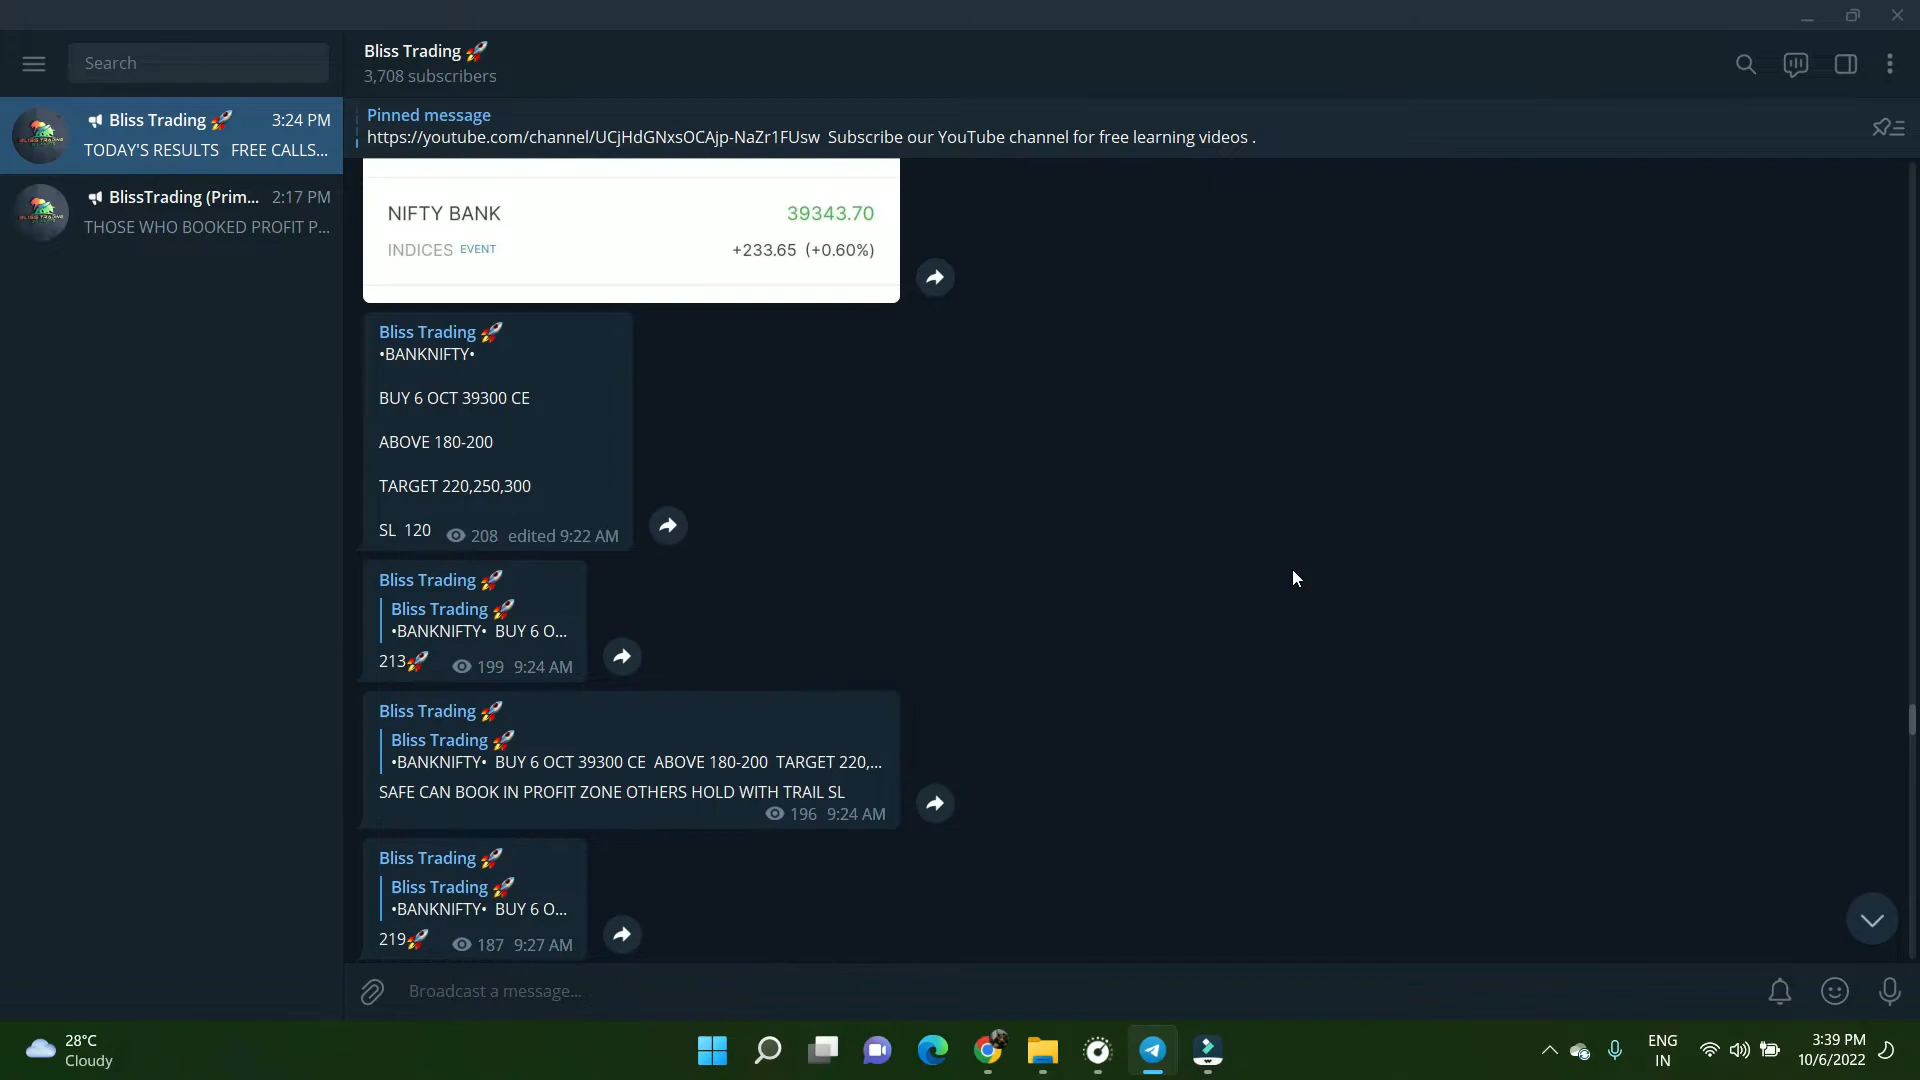 Search
Bliss Trading 🚀
3,708 subscribers
Bliss Trading 🚀 3:24 PM
TODAY'S RESULTS FREE CALLS...
BlissTrading (Prim... 2:17 PM
THOSE WHO BOOKED PROFIT P...
Pinned message
https://youtube.com/channel/UCjHdGNxsOCAjp-NaZr1FUsw Subscribe our YouTube channel for free learning videos .
NIFTY BANK 39343.70
INDICES EVENT +233.65 (+0.60%)
Bliss Trading 🚀
•BANKNIFTY•
BUY 6 OCT 39300 CE
ABOVE 180-200
TARGET 220,250,300
SL 120 208 edited 9:22 AM
Bliss Trading 🚀
Bliss Trading 🚀
•BANKNIFTY• BUY 6 O...
213🚀 199 9:24 AM
Bliss Trading 🚀
Bliss Trading 🚀
•BANKNIFTY• BUY 6 OCT 39300 CE ABOVE 180-200 TARGET 220,...
SAFE CAN BOOK IN PROFIT ZONE OTHERS HOLD WITH TRAIL SL
196 9:24 AM
Bliss Trading 🚀
Bliss Trading 🚀
•BANKNIFTY• BUY 6 O...
219🚀 187 9:27 AM
Broadcast a message...
28°C
Cloudy
ENG
IN
3:39 PM
10/6/2022